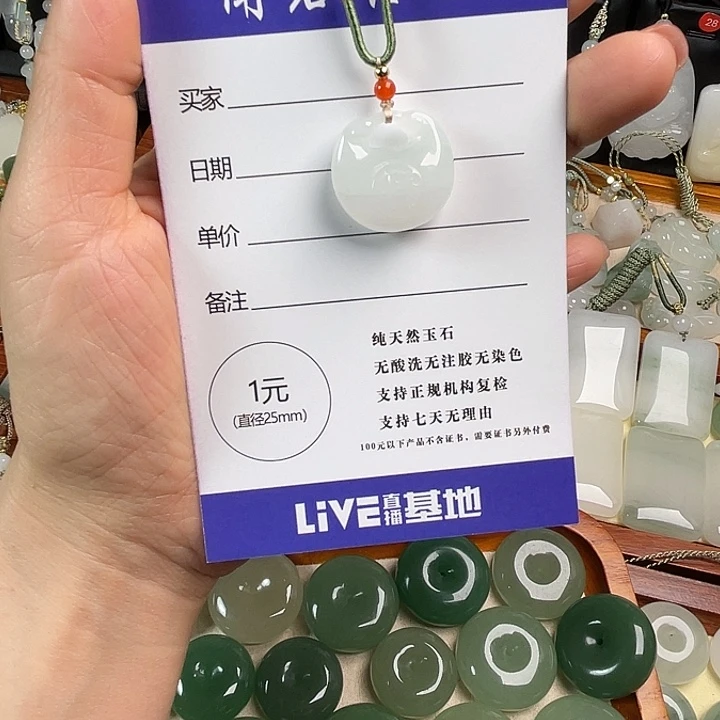 买家
日期
单价
备注
纯天然玉石
无酸洗无注胶无染色
支持正规机构复检
支持七天无理由
100元以下产品不含证书，需要证书另外付费
1元
(直径25mm)
LiVE直播基地
28